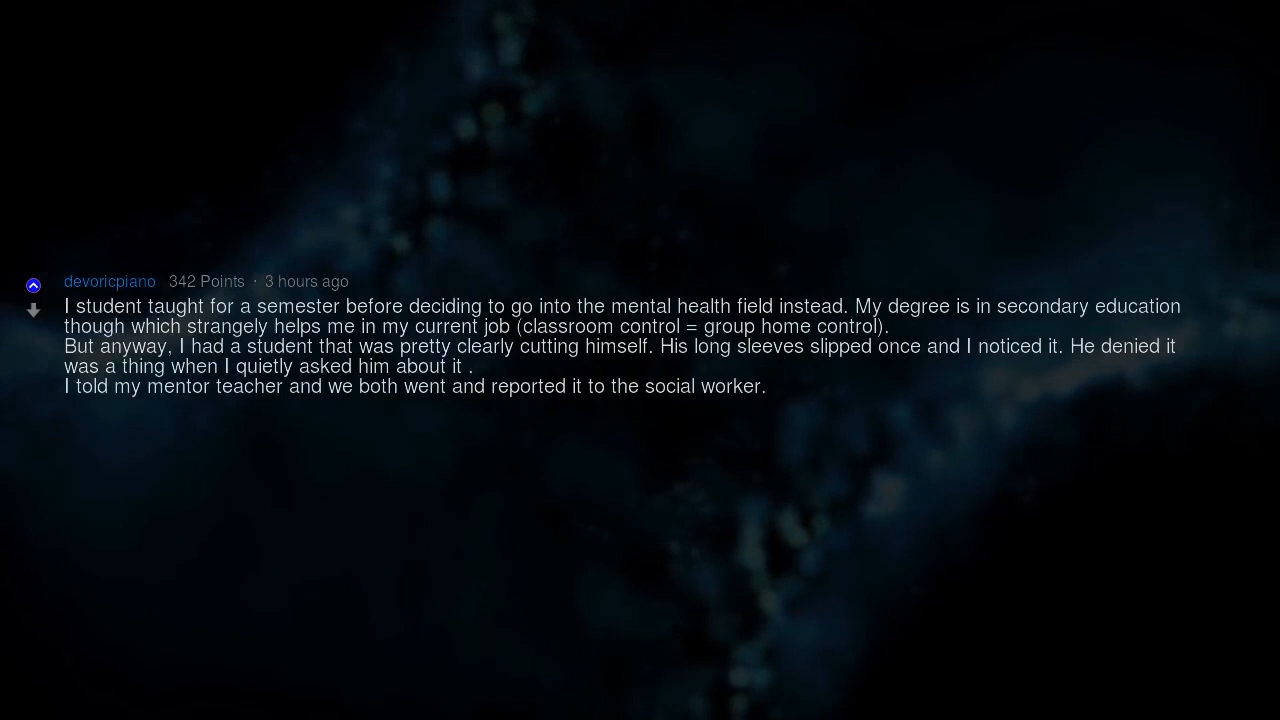 devoricpiano 342 Points · 3 hours ago
I student taught for a semester before deciding to go into the mental health field instead. My degree is in secondary education
though which strangely helps me in my current job (classroom control = group home control).
But anyway, I had a student that was pretty clearly cutting himself. His long sleeves slipped once and I noticed it. He denied it
was a thing when I quietly asked him about it .
I told my mentor teacher and we both went and reported it to the social worker.